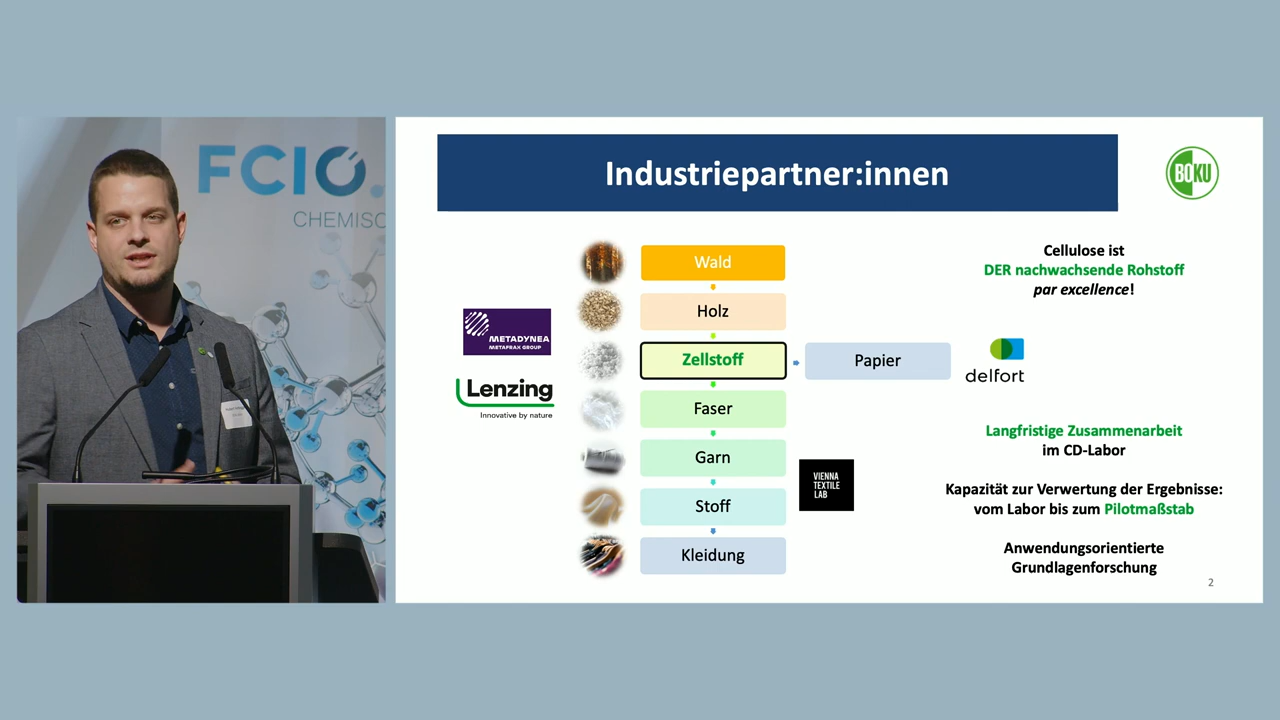 FCIO
CHEMISC
Industriepartner:innen
BOKU
Wald
Holz
Zellstoff
Papier
Faser
Garn
Stoff
Kleidung
METADYNEA
METAFRAX GROUP
Lenzing
Innovative by nature
VIENNA
TEXTILE
LAB
delfort
Cellulose ist
DER nachwachsende Rohstoff
par excellence!
Langfristige Zusammenarbeit
im CD-Labor
Kapazität zur Verwertung der Ergebnisse:
vom Labor bis zum Pilotmaßstab
Anwendungsorientierte
Grundlagenforschung
2